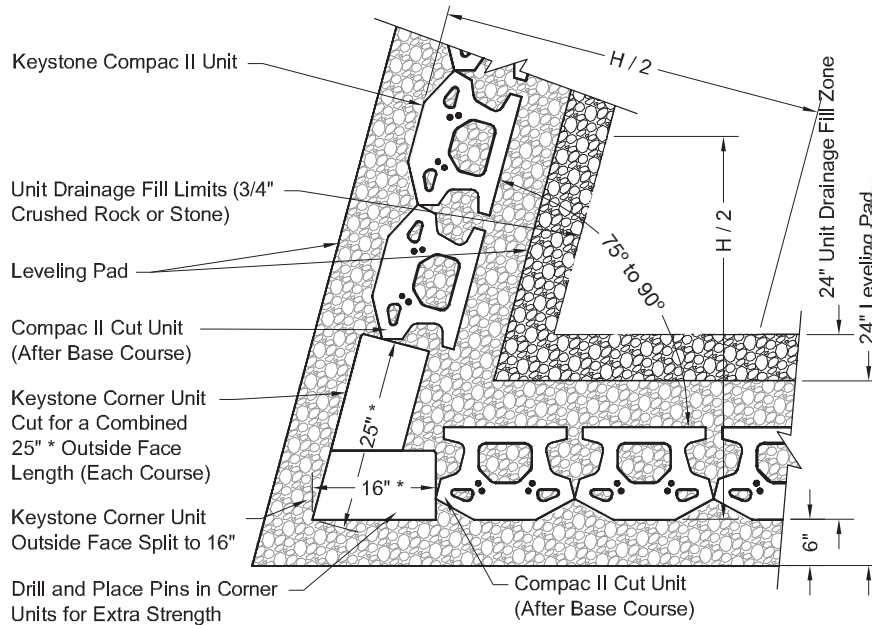 Keystone Compac II Unit
Unit Drainage Fill Limits (3/4"
Crushed Rock or Stone)
Leveling Pad
Compac II Cut Unit
(After Base Course)
Keystone Corner Unit
Cut for a Combined
25" * Outside Face
Length (Each Course)
Keystone Corner Unit
Outside Face Split to 16"
Drill and Place Pins in Corner
Units for Extra Strength
H / 2
H / 2
75° to 90°
24" Unit Drainage Fill Zone
24" Leveling Pad
25" *
16" *
6"
Compac II Cut Unit
(After Base Course)